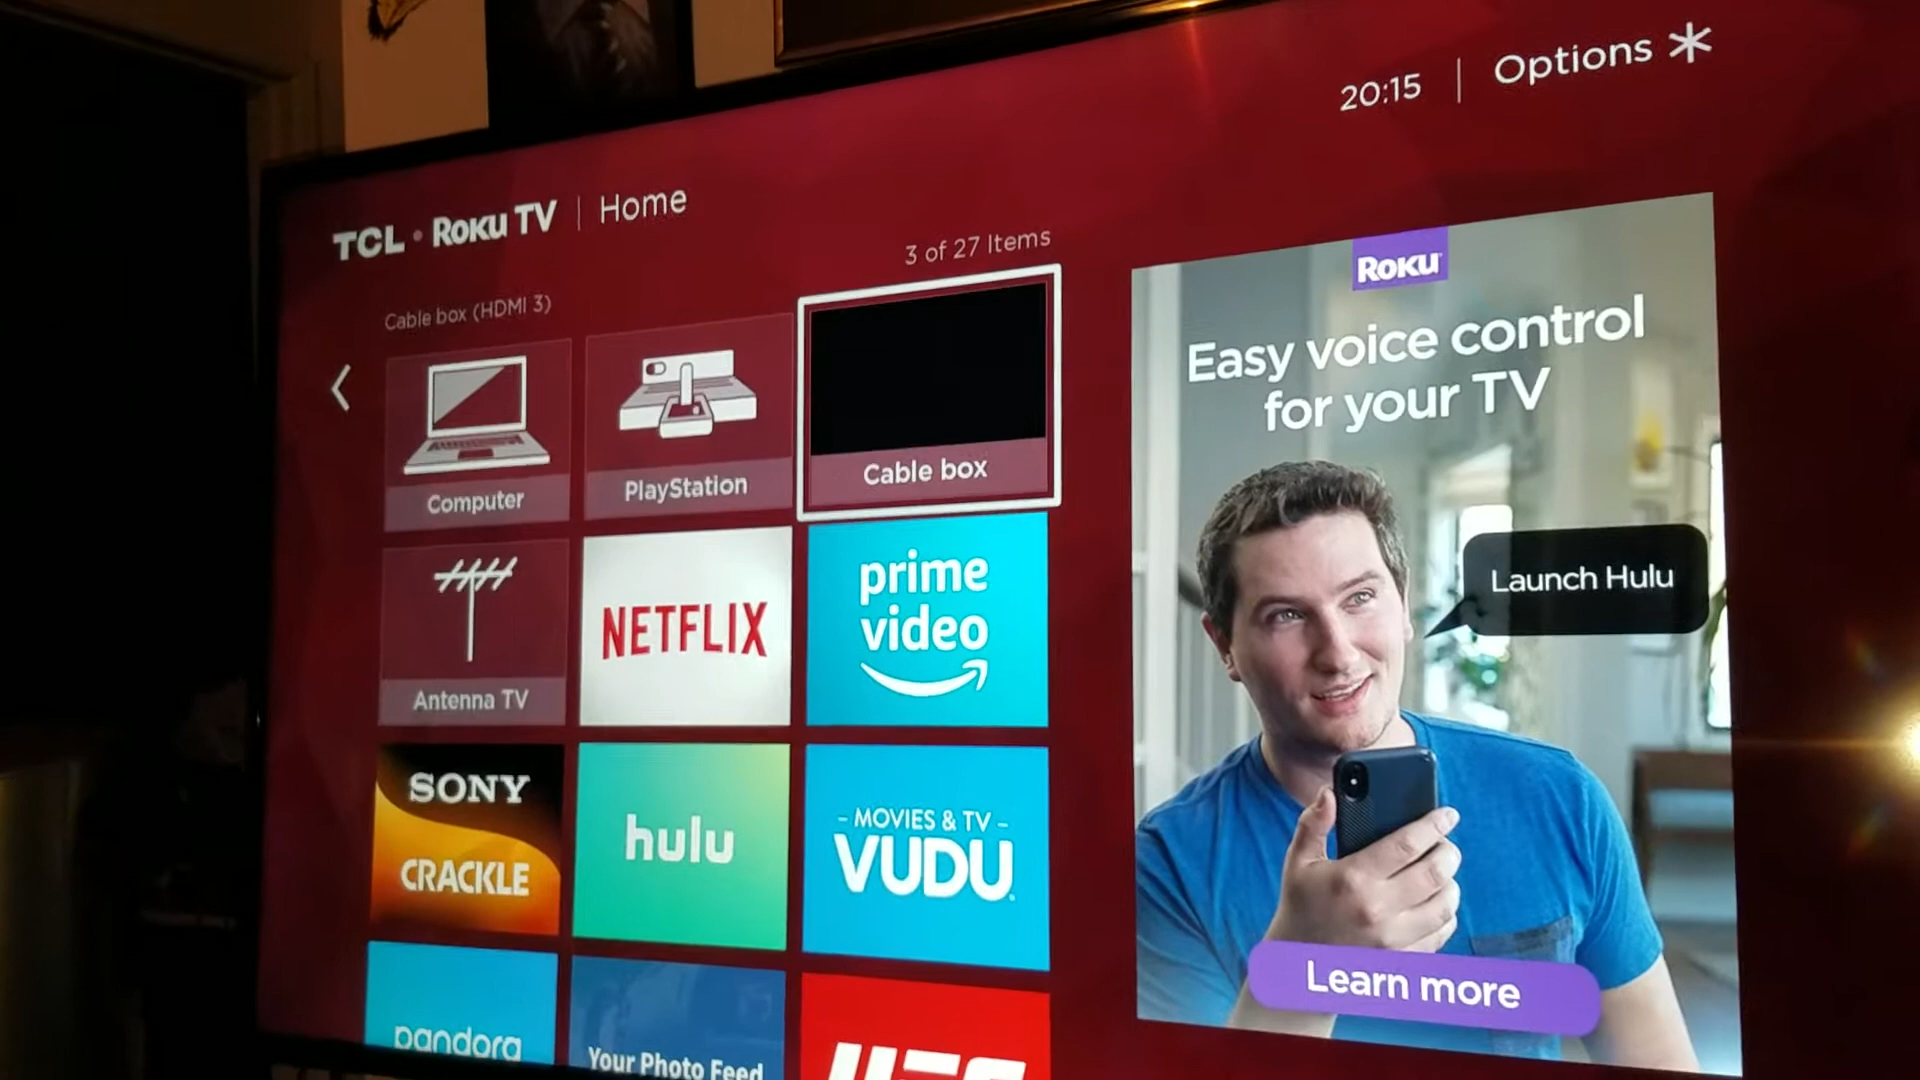 20:15 | Options
TCL • Roku TV | Home
3 of 27 Items
Cable box (HDMI 3)
Computer
PlayStation
Cable box
Antenna TV
NETFLIX
prime
video
SONY
CRACKLE
hulu
– MOVIES & TV –
VUDU
pandora
Your Photo Feed
UFC
Roku
Easy voice control
for your TV
Launch Hulu
Learn more